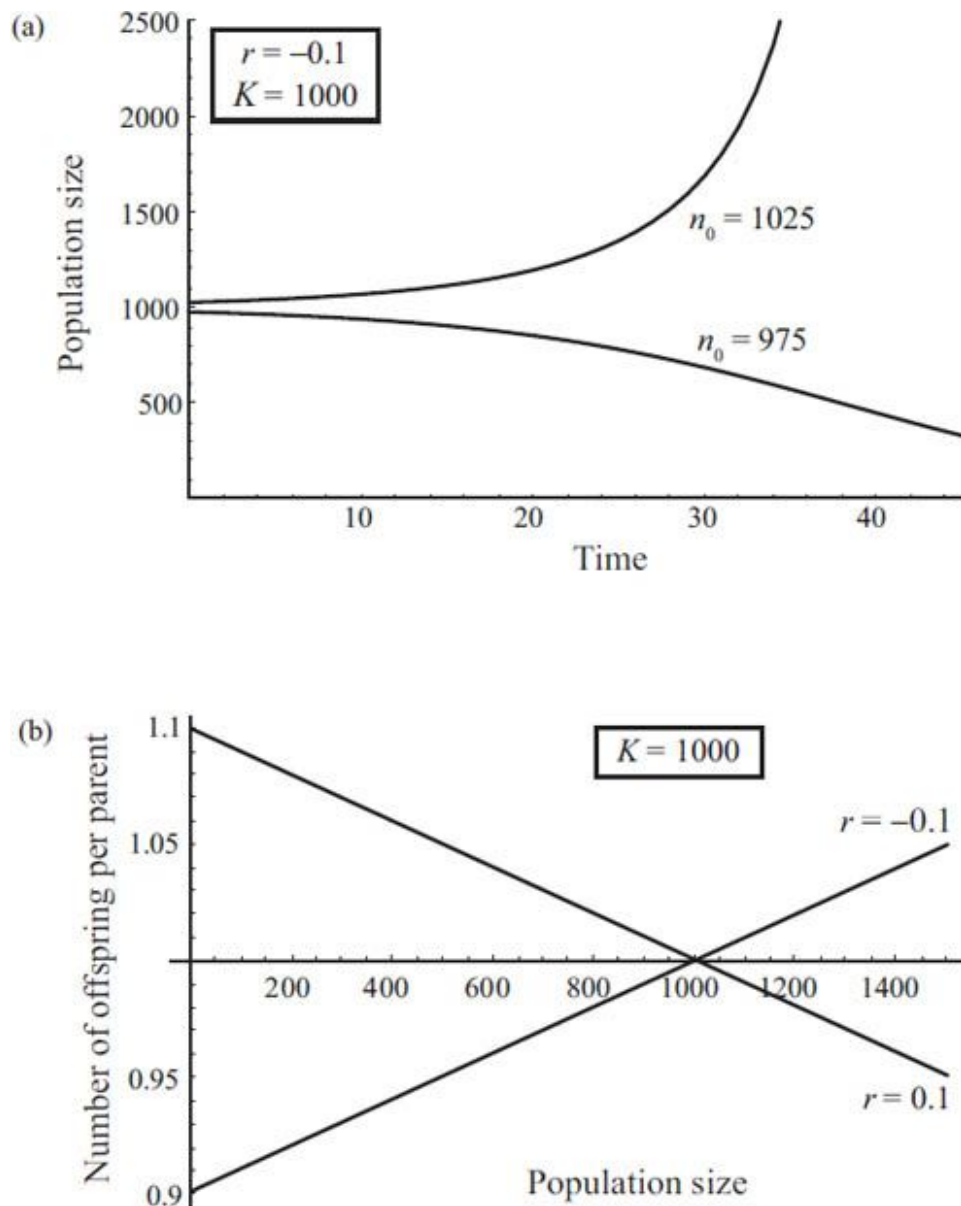 (a)
2500
2000
1500
1000
500
Population size
r = –0.1
K = 1000
n₀ = 1025
n₀ = 975
10 20 30 40
Time
(b)
1.1
1.05
0.95
0.9
Number of offspring per parent
K = 1000
r = –0.1
200 400 600 800 1000 1200 1400
r = 0.1
Population size